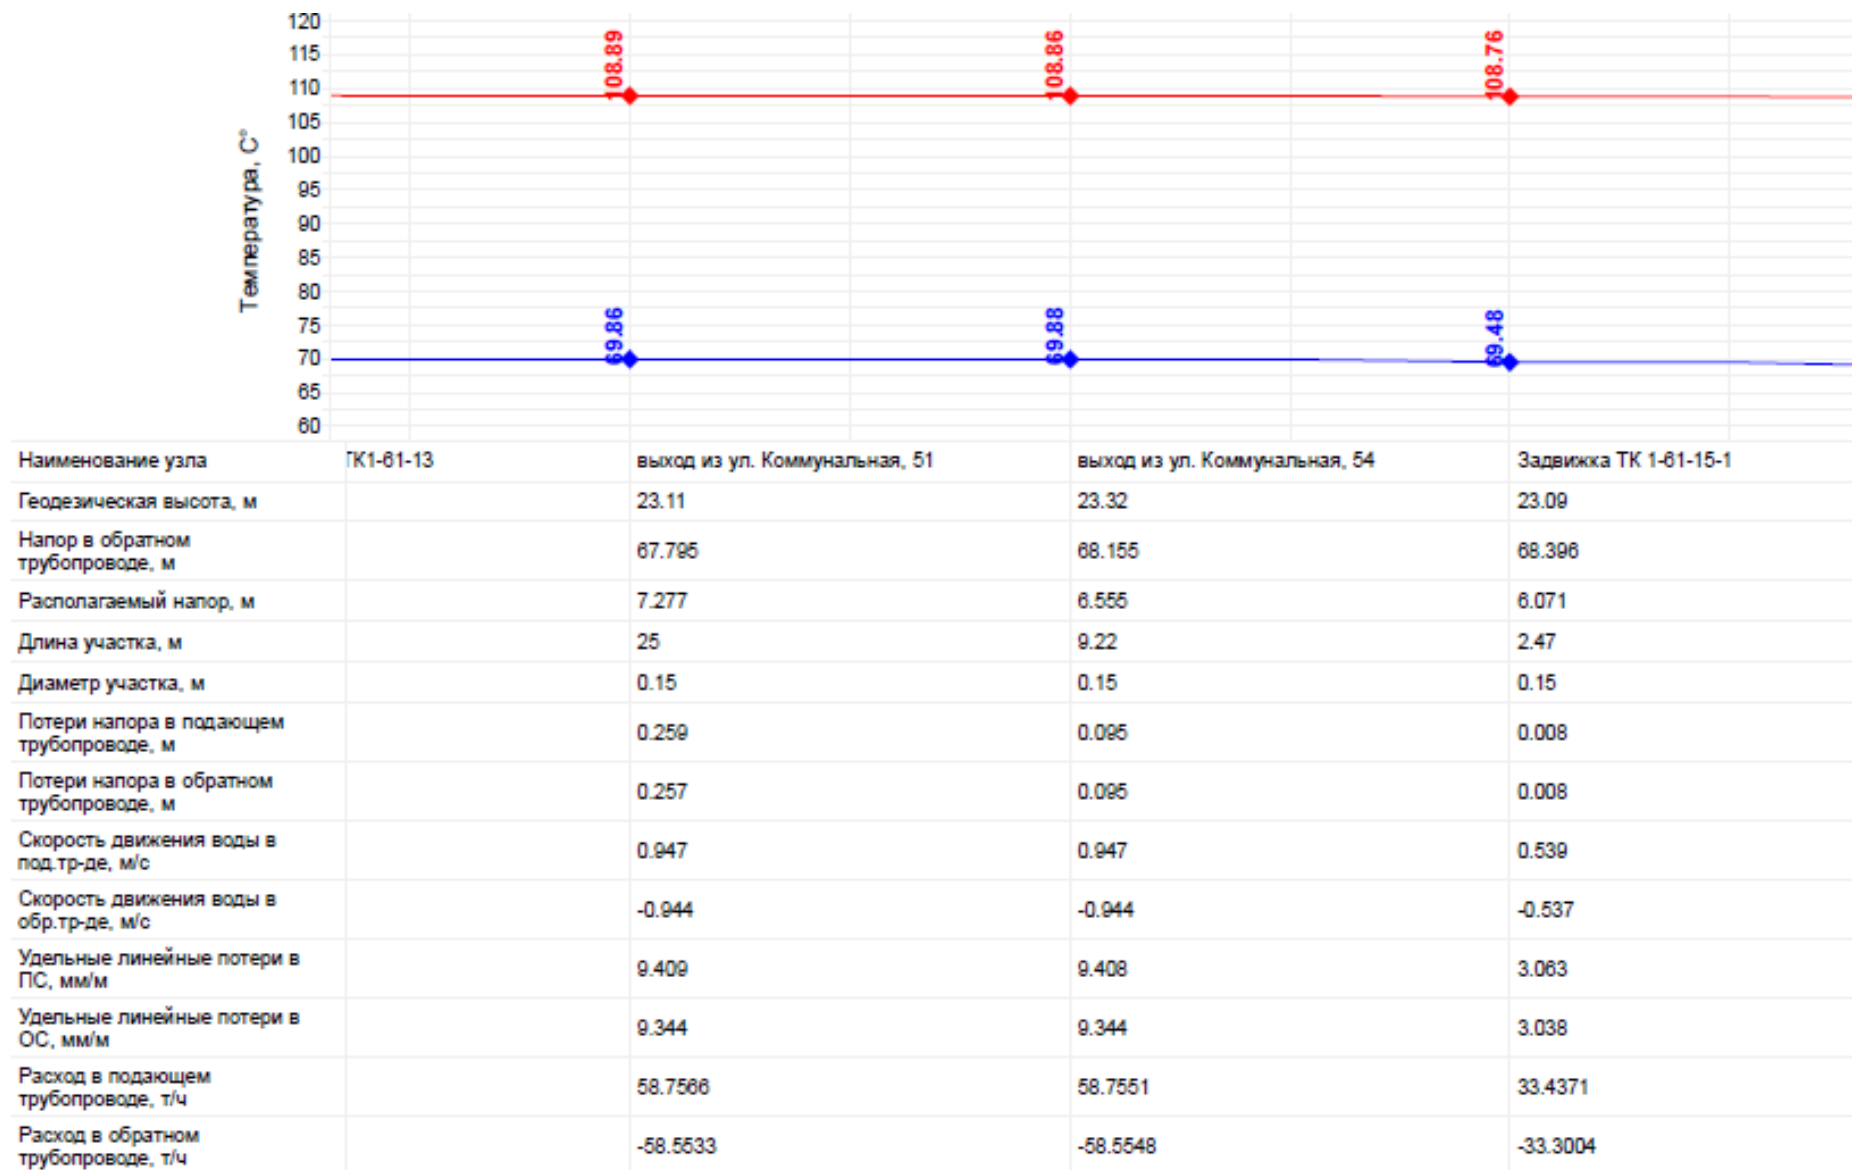 120
115
110
105
100
95
90
85
80
75
70
65
60
Температура, С°
108.89
108.86
108.76
69.86
69.88
69.48
Наименование узла ТК1-61-13 выход из ул. Коммунальная, 51 выход из ул. Коммунальная, 54 Задвижка ТК 1-61-15-1
Геодезическая высота, м 23.11 23.32 23.09
Напор в обратном
трубопроводе, м 67.795 68.155 68.396
Располагаемый напор, м 7.277 6.555 6.071
Длина участка, м 25 9.22 2.47
Диаметр участка, м 0.15 0.15 0.15
Потери напора в подающем
трубопроводе, м 0.259 0.095 0.008
Потери напора в обратном
трубопроводе, м 0.257 0.095 0.008
Скорость движения воды в
под.тр-де, м/с 0.947 0.947 0.539
Скорость движения воды в
обр.тр-де, м/с -0.944 -0.944 -0.537
Удельные линейные потери в
ПС, мм/м 9.409 9.408 3.063
Удельные линейные потери в
ОС, мм/м 9.344 9.344 3.038
Расход в подающем
трубопроводе, т/ч 58.7566 58.7551 33.4371
Расход в обратном
трубопроводе, т/ч -58.5533 -58.5548 -33.3004